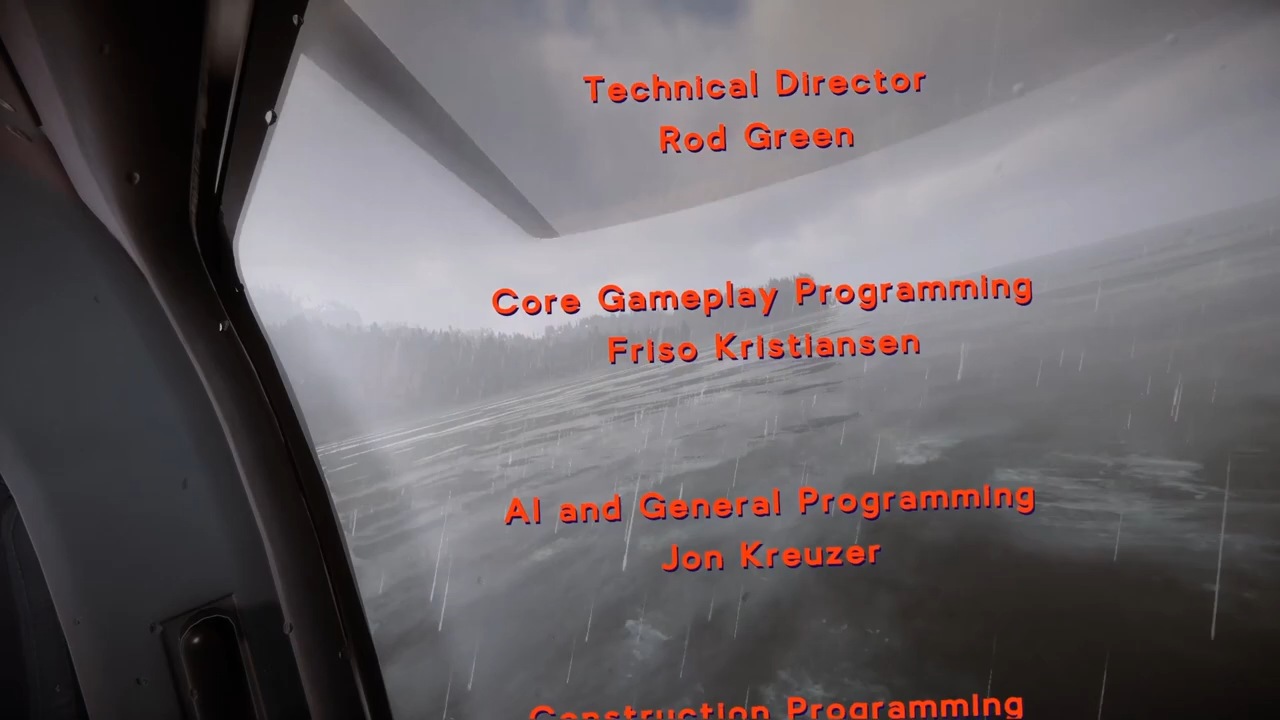 Technical Director
Rod Green
Core Gameplay Programming
Friso Kristiansen
AI and General Programming
Jon Kreuzer
Construction Programming